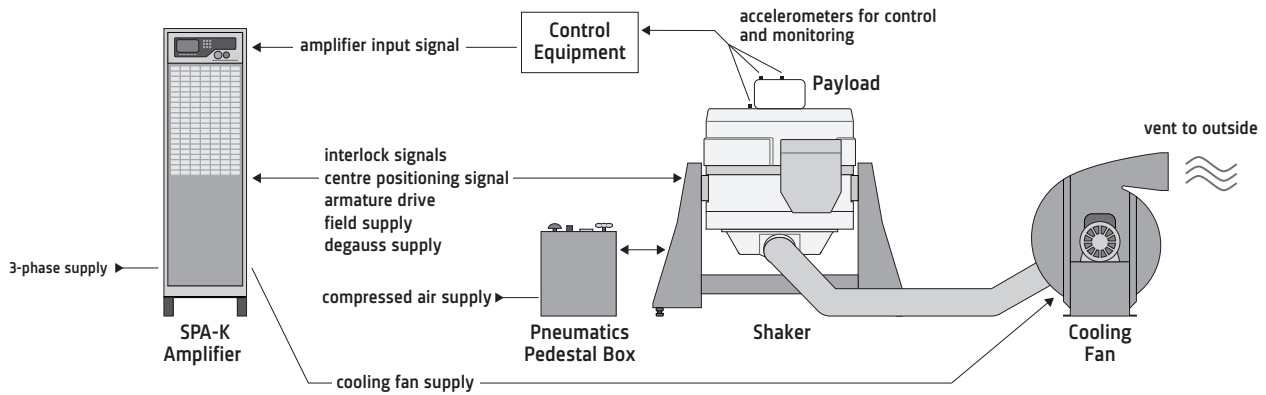 accelerometers for control
and monitoring
amplifier input signal
Control
Equipment
Payload
vent to outside
interlock signals
centre positioning signal
armature drive
field supply
degauss supply
3-phase supply
compressed air supply
SPA-K
Amplifier
Pneumatics
Pedestal Box
Shaker
Cooling
Fan
cooling fan supply